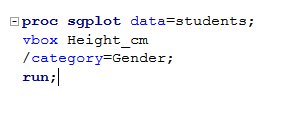 proc sgplot data=students;
vbox Height_cm
/category=Gender;
run;